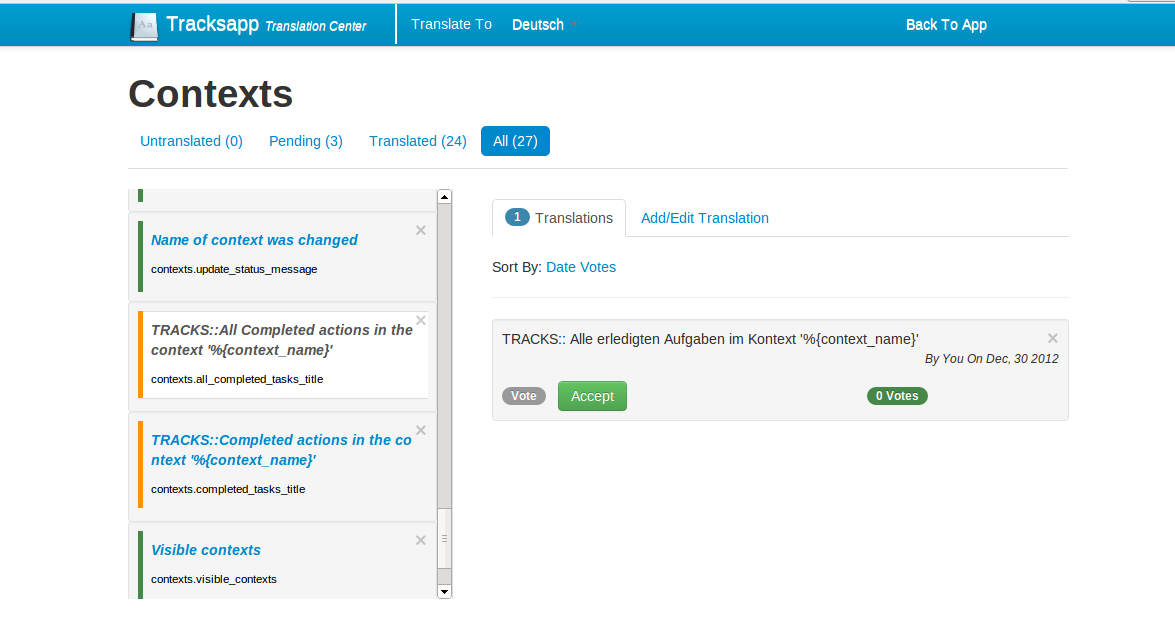 Tracksapp Translation Center
Translate To Deutsch
Back To App
Contexts
Untranslated (0) Pending (3) Translated (24) All (27)
Name of context was changed
contexts.update_status_message
TRACKS::All Completed actions in the
context '%{context_name}'
contexts.all_completed_tasks_title
TRACKS::Completed actions in the co
ntext '%{context_name}'
contexts.completed_tasks_title
Visible contexts
contexts.visible_contexts
1 Translations Add/Edit Translation
Sort By: Date Votes
TRACKS:: Alle erledigten Aufgaben im Kontext '%{context_name}'
By You On Dec, 30 2012
Vote Accept 0 Votes